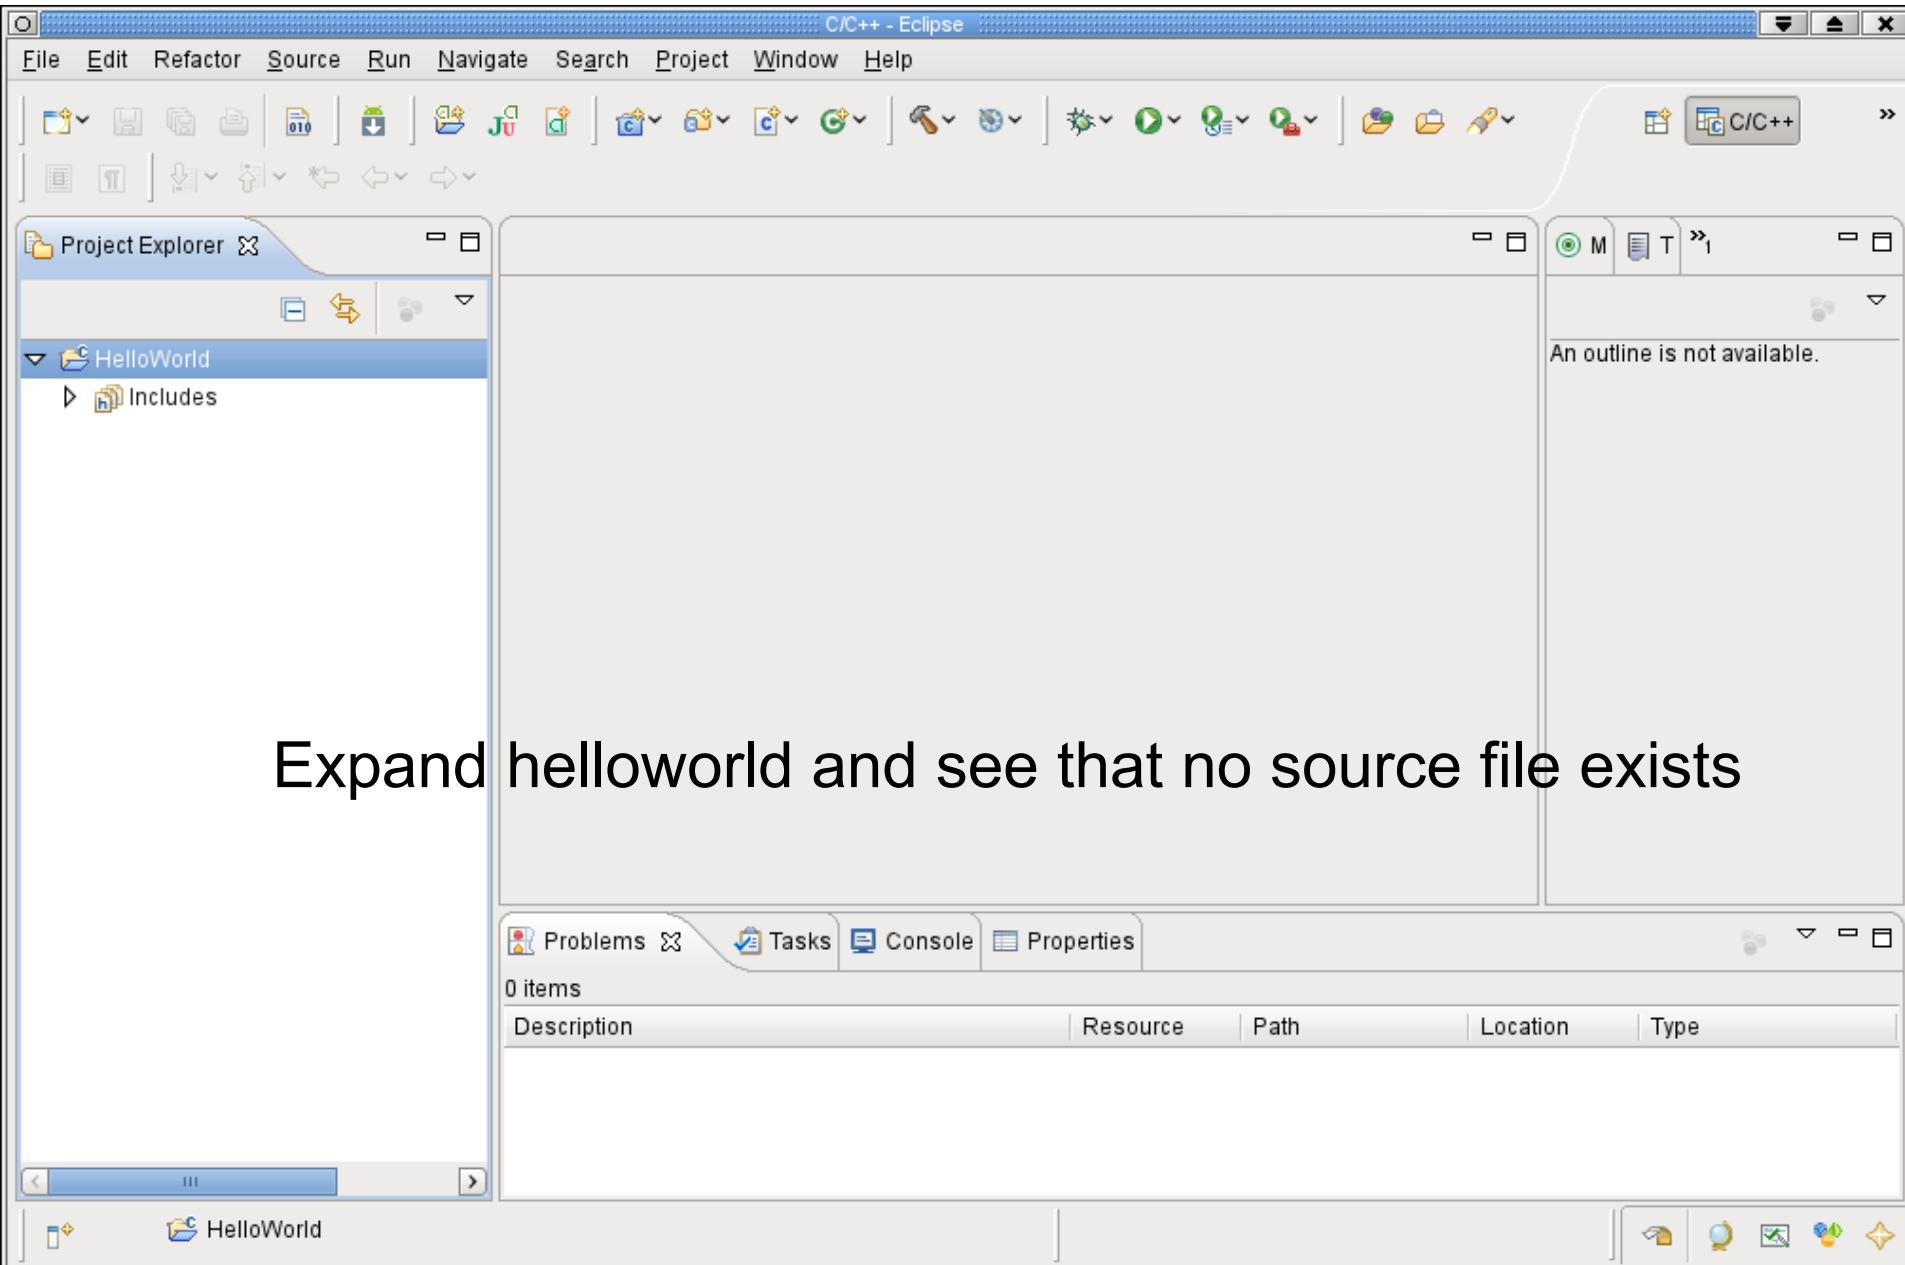 C/C++ - Eclipse
File Edit Refactor Source Run Navigate Search Project Window Help
C/C++
Project Explorer
M T »1
HelloWorld
An outline is not available.
Includes
Expand helloworld and see that no source file exists
Problems Tasks Console Properties
0 items
Description Resource Path Location Type
HelloWorld